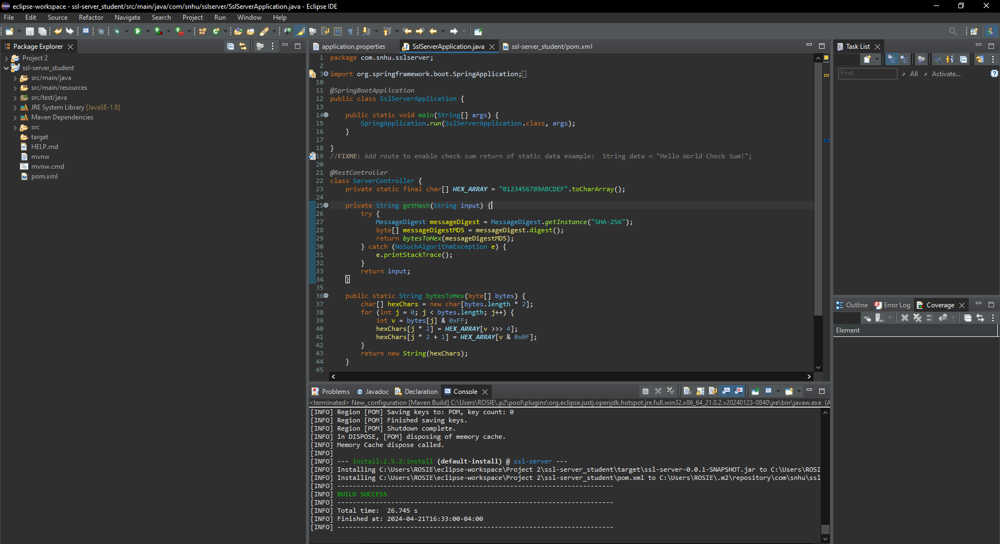 eclipse-workspace - ssl-server_student/src/main/java/com/snhu/sslserver/SslServerApplication.java - Eclipse IDE
File Edit Source Refactor Navigate Search Project Run Window Help
Package Explorer
Project 2
ssl-server_student
src/main/java
src/main/resources
src/test/java
JRE System Library [JavaSE-1.8]
Maven Dependencies
src
target
HELP.md
mvnw
mvnw.cmd
pom.xml
application.properties SslServerApplication.java ssl-server_student/pom.xml
1 package com.snhu.sslserver;
2
3 import org.springframework.boot.SpringApplication;
10
11 @SpringBootApplication
12 public class SslServerApplication {
13
14 public static void main(String[] args) {
15 SpringApplication.run(SslServerApplication.class, args);
16 }
17
18 }
19 //FIXME: Add route to enable check sum return of static data example:  String data = "Hello World Check Sum!";
20
21 @RestController
22 class ServerController {
23 private static final char[] HEX_ARRAY = "0123456789ABCDEF".toCharArray();
24
25 private String getHash(String input) {
26 try {
27 MessageDigest messageDigest = MessageDigest.getInstance("SHA-256");
28 byte[] messageDigestMD5 = messageDigest.digest();
29 return bytesToHex(messageDigestMD5);
30 } catch (NoSuchAlgorithmException e) {
31 e.printStackTrace();
32 }
33 return input;
34 }
35
36 public static String bytesToHex(byte[] bytes) {
37 char[] hexChars = new char[bytes.length * 2];
38 for (int j = 0; j < bytes.length; j++) {
39 int v = bytes[j] & 0xFF;
40 hexChars[j * 2] = HEX_ARRAY[v >>> 4];
41 hexChars[j * 2 + 1] = HEX_ARRAY[v & 0x0F];
42 }
43 return new String(hexChars);
44 }
45
Problems Javadoc Declaration Console
<terminated> New_configuration [Maven Build] C:\Users\ROSIE\.p2\pool\plugins\org.eclipse.justj.openjdk.hotspot.jre.full.win32.x86_64_21.0.2.v20240123-0840\jre\bin\javaw.exe (A
[INFO] Region [POM] Saving keys to: POM, key count: 0
[INFO] Region [POM] Finished saving keys.
[INFO] Region [POM] Shutdown complete.
[INFO] In DISPOSE, [POM] disposing of memory cache.
[INFO] Memory Cache dispose called.
[INFO]
[INFO] --- install:2.5.2:install (default-install) @ ssl-server ---
[INFO] Installing C:\Users\ROSIE\eclipse-workspace\Project 2\ssl-server_student\target\ssl-server-0.0.1-SNAPSHOT.jar to C:\Users\ROSI
[INFO] Installing C:\Users\ROSIE\eclipse-workspace\Project 2\ssl-server_student\pom.xml to C:\Users\ROSIE\.m2\repository\com\snhu\ssl
[INFO] ------------------------------------------------------------------------
[INFO] BUILD SUCCESS
[INFO] ------------------------------------------------------------------------
[INFO] Total time:  26.745 s
[INFO] Finished at: 2024-04-21T16:33:00-04:00
[INFO] ------------------------------------------------------------------------
Task List
Find All Activate...
Outline Error Log Coverage
Element